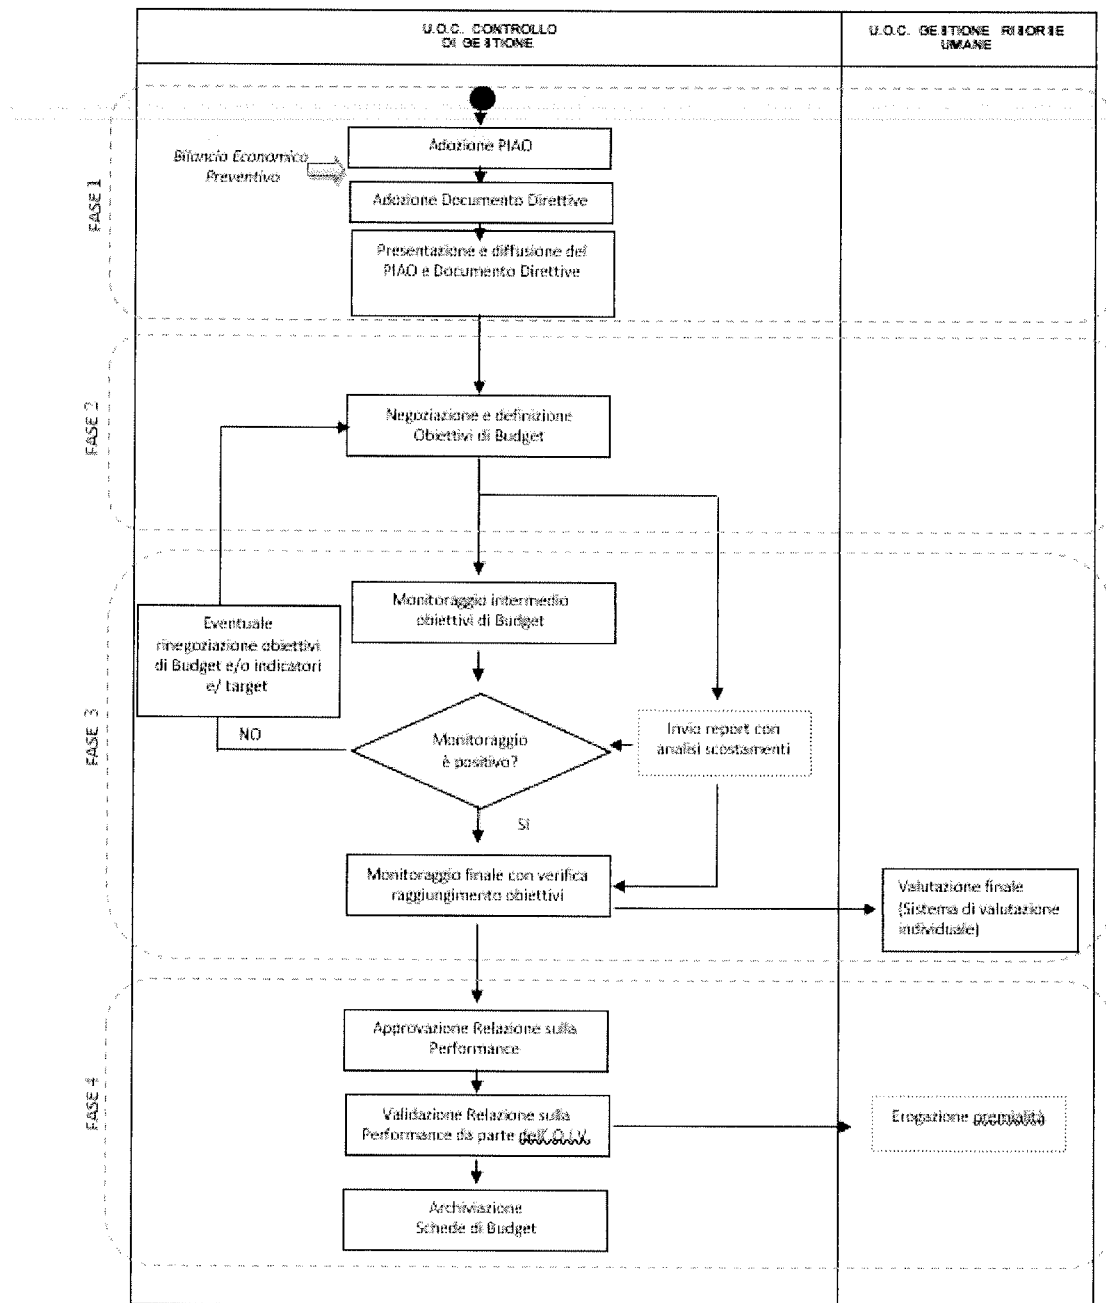 U.O.C. CONTROLLO
DI GESTIONE
U.O.C. GESTIONE RISORSE
UMANE
FASE 1
Adozione PIAO
Bilancio Economico
Preventivo
Adozione Documento Direttive
Presentazione e diffusione del
PIAO e Documento Direttive
FASE 2
Negoziazione e definizione
Obiettivi di Budget
FASE 3
Monitoraggio intermedio
obiettivi di Budget
Eventuale
rinegoziazione obiettivi
di Budget e/o indicatori
e/ target
NO
Monitoraggio
è positivo?
Invio report con
analisi scostamenti
SI
Monitoraggio finale con verifica
raggiungimento obiettivi
Valutazione finale
(Sistema di valutazione
individuale)
FASE 4
Approvazione Relazione sulla
Performance
Validazione Relazione sulla
Performance da parte dell' O.I.V.
Erogazione premialità
Archiviazione
Schede di Budget